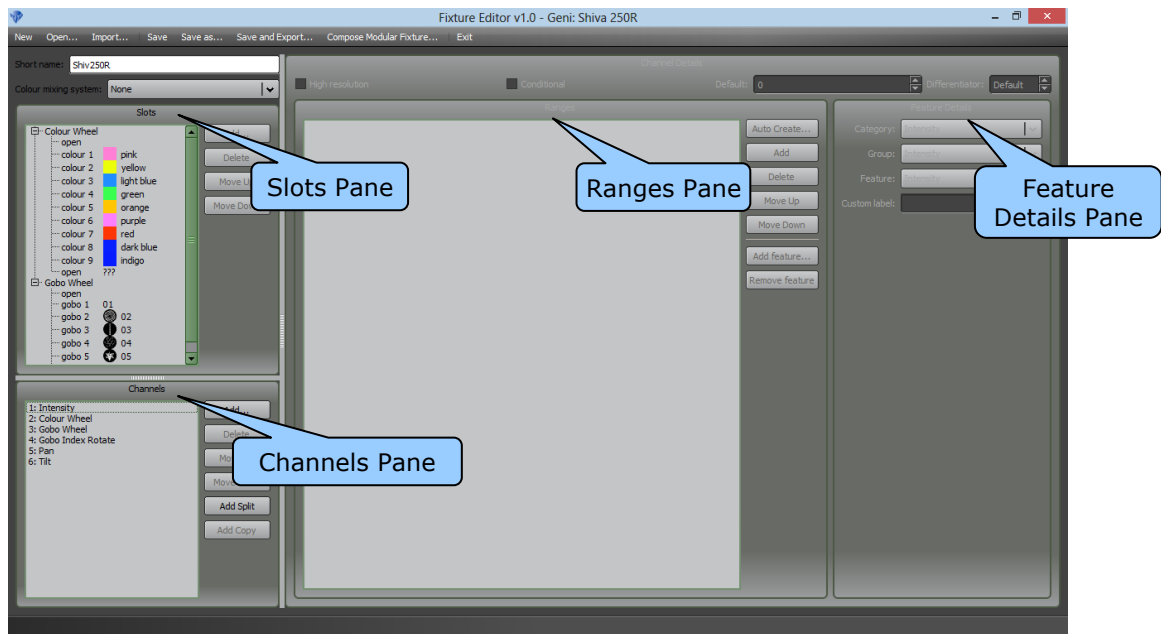 Fixture Editor v1.0 - Geni: Shiva 250R
New Open... Import... Save Save as... Save and Export... Compose Modular Fixture... Exit
Short name: Shiv250R
Colour mixing system: None
Slots
Colour Wheel
open
colour 1 pink
colour 2 yellow
colour 3 light blue
colour 4 green
colour 5 orange
colour 6 purple
colour 7 red
colour 8 dark blue
colour 9 indigo
open ???
Gobo Wheel
open
gobo 1 01
gobo 2 02
gobo 3 03
gobo 4 04
gobo 5 05
Delete
Move Up
Slots Pane
Channels
1: Intensity
2: Colour Wheel
3: Gobo Wheel
4: Gobo Index Rotate
5: Pan
6: Tilt
Delete
Channels Pane
Add Split
Add Copy
Channel Details
High resolution Conditional Default: 0 Differentiator: Default
Ranges
Ranges Pane
Auto Create...
Add
Delete
Move Up
Move Down
Add feature...
Remove feature
Feature Details
Category: Intensity
Group:
Feature: Intensity
Custom label:
Feature
Details Pane